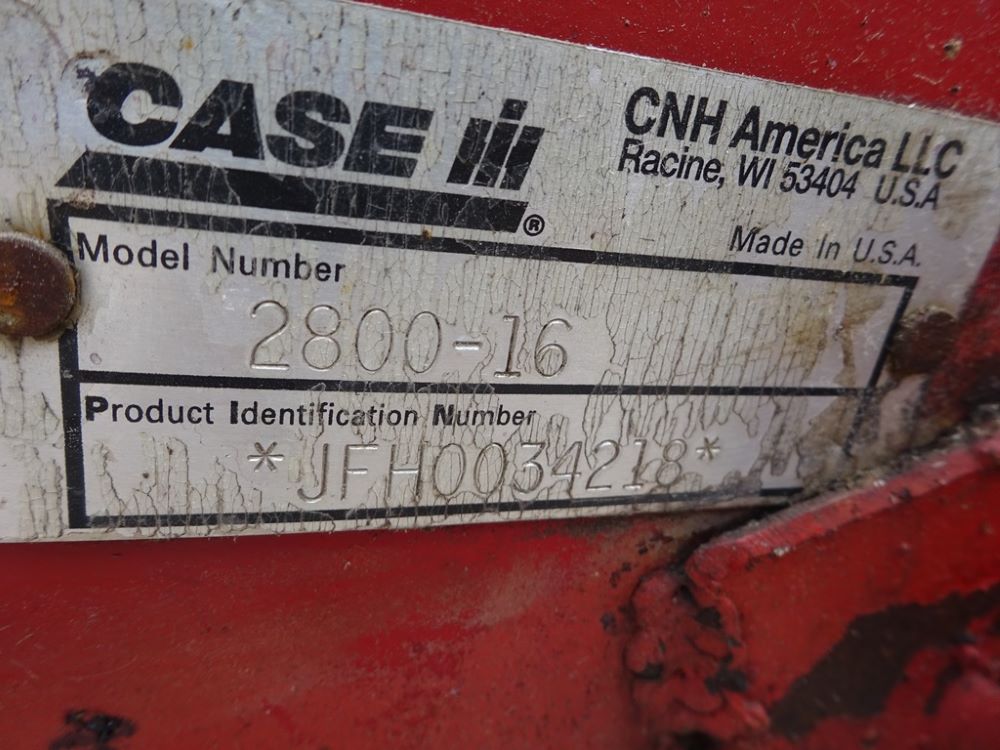 CASE IH
®
CNH America LLC
Racine, WI 53404 U.S.A
Made In U.S.A.
Model Number
2800-16
Product Identification Number
*JFH0034218*